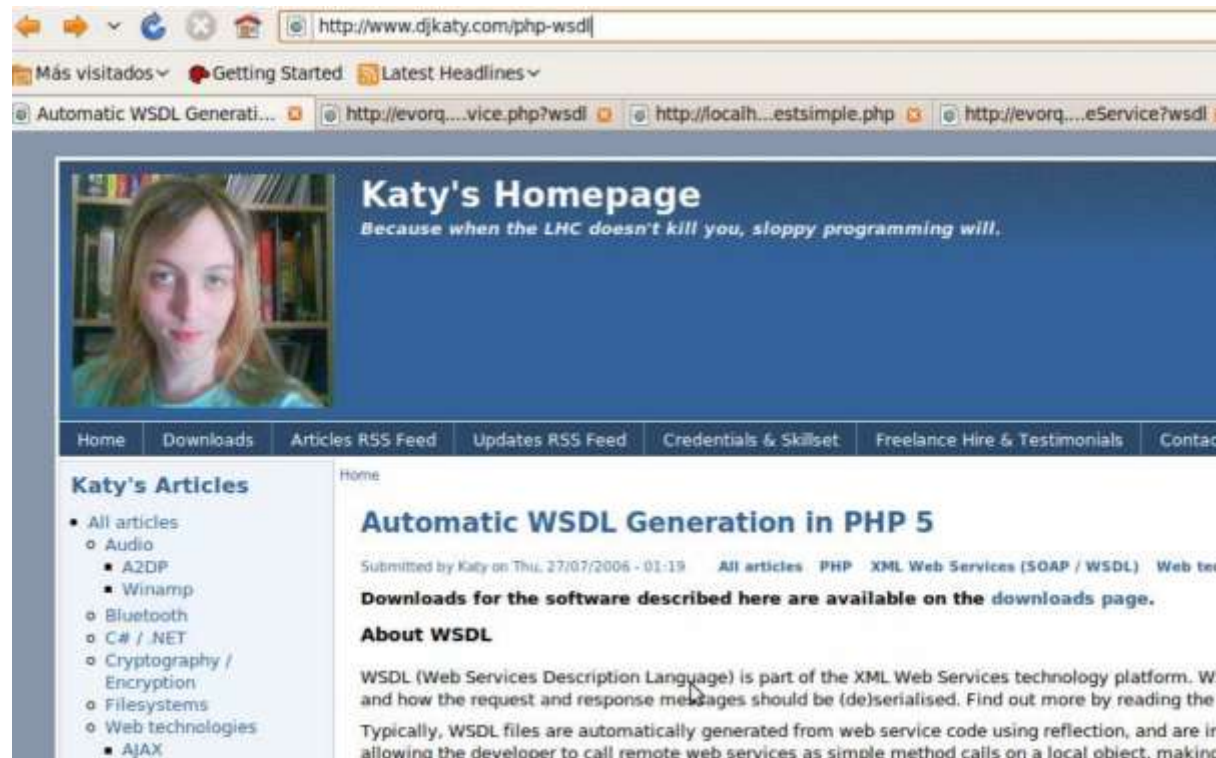 http://www.djkaty.com/php-wsdl
Más visitados Getting Started Latest Headlines
Automatic WSDL Generati... http://evorq....vice.php?wsdl http://localh...estsimple.php http://evorq....eService?wsdl
Katy's Homepage
Because when the LHC doesn't kill you, sloppy programming will.
Home Downloads Articles RSS Feed Updates RSS Feed Credentials & Skillset Freelance Hire & Testimonials
Katy's Articles
All articles
Audio
A2DP
Winamp
Bluetooth
C# / .NET
Cryptography /
Encryption
Filesystems
Web technologies
AJAX
Home
Automatic WSDL Generation in PHP 5
Submitted by Katy on Thu, 27/07/2006 - 01:19 All articles PHP XML Web Services (SOAP / WSDL) Web
Downloads for the software described here are available on the downloads page.
About WSDL
WSDL (Web Services Description Language) is part of the XML Web Services technology platform.
and how the request and response messages should be (de)serialised. Find out more by reading the
Typically, WSDL files are automatically generated from web service code using reflection, and are
allowing the developer to call remote web services as simple method calls on a local object, making